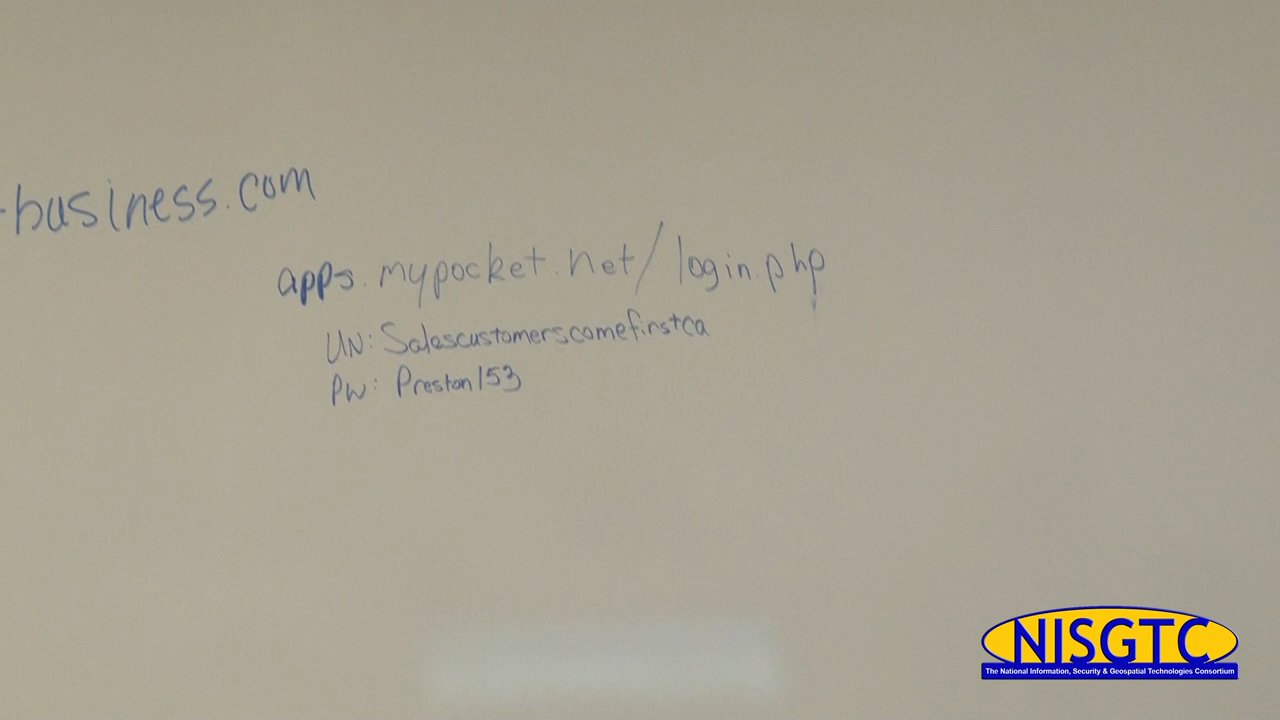 -business.com
apps.mypocket.net/login.php
UN: Salescustomerscomefirstca
PW: Preston153
NISGTC
The National Information, Security & Geospatial Technologies Consortium